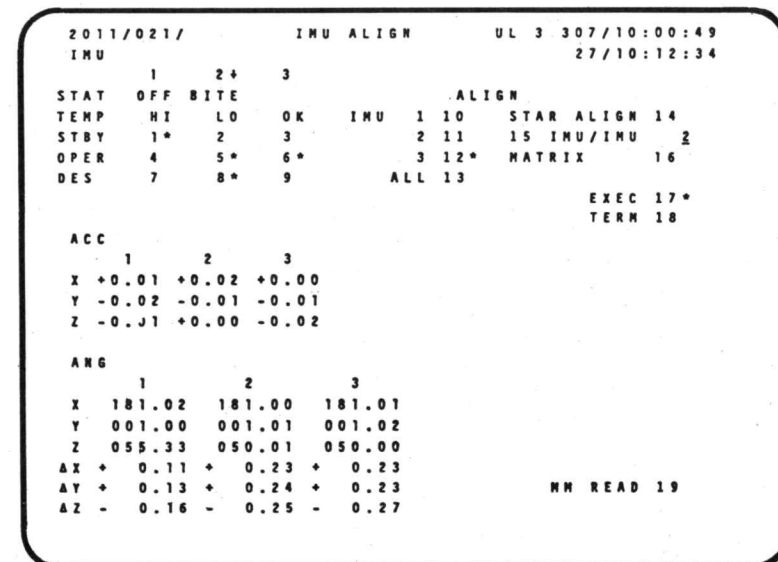 2011/021/ IMU ALIGN UL 3 307/10:00:49
IMU 27/10:12:34
1 2↓ 3
STAT OFF BITE ALIGN
TEMP HI LO OK IMU 1 10 STAR ALIGN 14
STBY 1* 2 3 2 11 15 IMU/IMU 2
OPER 4 5* 6* 3 12* MATRIX 16
DES 7 8* 9 ALL 13
EXEC 17*
TERM 18
ACC
1 2 3
X +0.01 +0.02 +0.00
Y -0.02 -0.01 -0.01
Z -0.J1 +0.00 -0.02
ANG
1 2 3
X 181.02 181.00 181.01
Y 001.00 001.01 001.02
Z 055.33 050.01 050.00
ΔX + 0.11 + 0.23 + 0.23
ΔY + 0.13 + 0.24 + 0.23 MM READ 19
ΔZ - 0.16 - 0.25 - 0.27